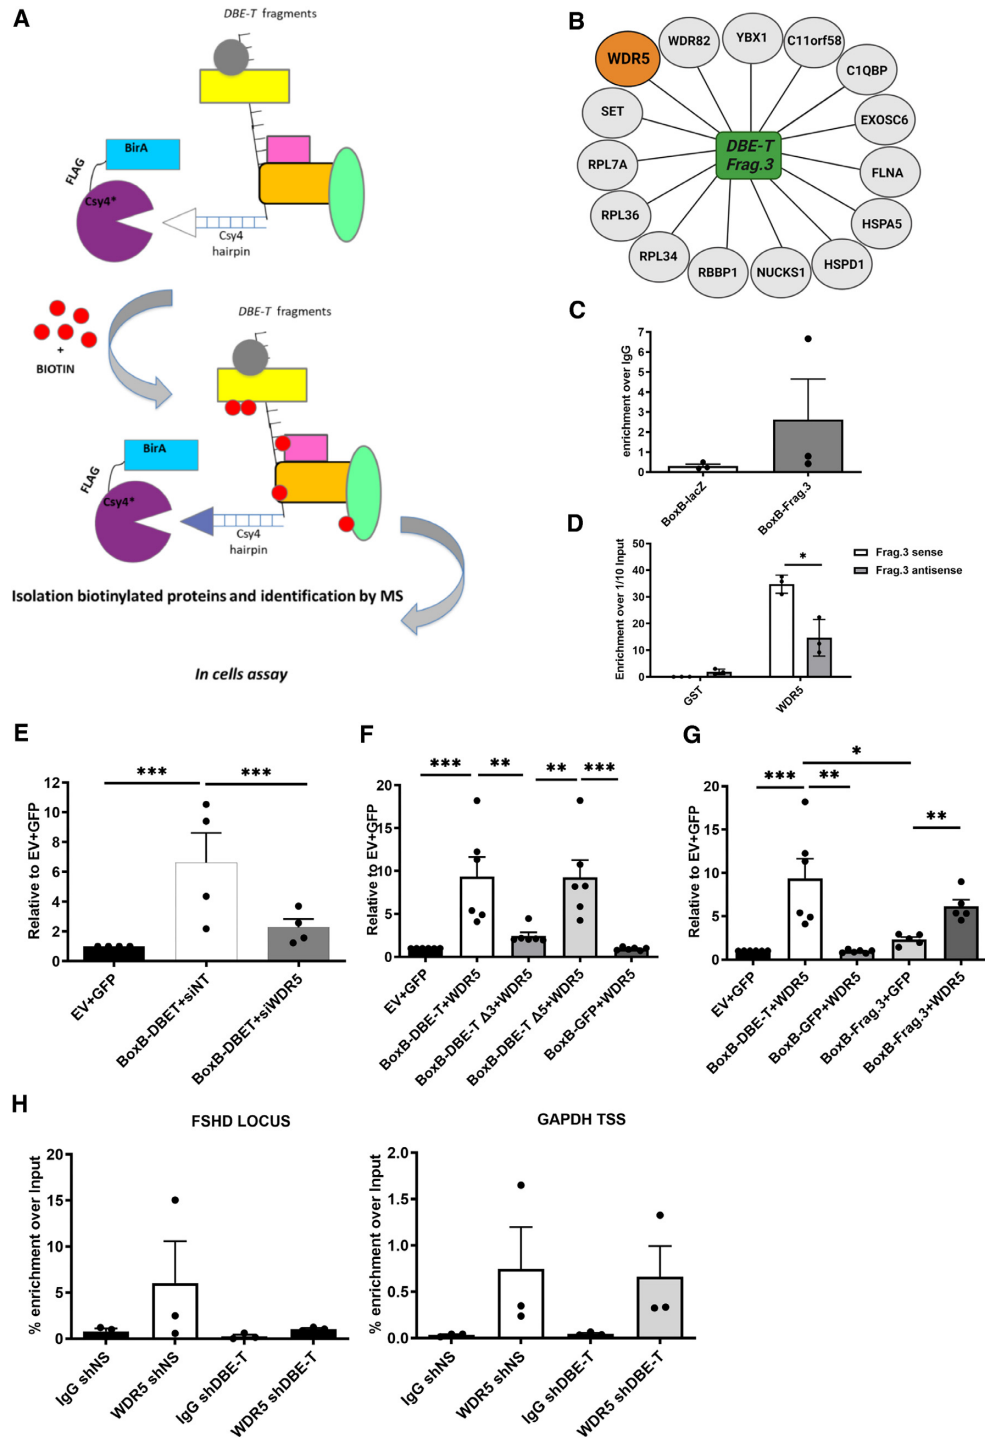 A
DBE-T fragments
BirA
FLAG
Csy4*
Csy4
hairpin
+
BIOTIN
DBE-T fragments
BirA
FLAG
Csy4*
Csy4
hairpin
Isolation biotinylated proteins and identification by MS
In cells assay
B
WDR5
WDR82
YBX1
C11orf58
C1QBP
EXOSC6
FLNA
HSPA5
HSPD1
NUCKS1
RBBP1
RPL34
RPL36
RPL7A
SET
DBE-T
Frag.3
C
enrichment over IgG
7
6
5
4
3
2
1
0
BoxB-lacZ
BoxB-Frag.3
D
Enrichment over 1/10 Input
50
40
30
20
10
0
*
GST
WDR5
Frag.3 sense
Frag.3 antisense
E
Relative to EV+GFP
12
10
8
6
4
2
0
***
***
EV+GFP
BoxB-DBET+siNT
BoxB-DBET+siWDR5
F
Relative to EV+GFP
20
15
10
5
0
***
**
**
***
EV+GFP
BoxB-DBE-T+WDR5
BoxB-DBE-T Δ3+WDR5
BoxB-DBE-T Δ5+WDR5
BoxB-GFP+WDR5
G
Relative to EV+GFP
20
15
10
5
0
***
**
*
**
EV+GFP
BoxB-DBE-T+WDR5
BoxB-GFP+WDR5
BoxB-Frag.3+GFP
BoxB-Frag.3+WDR5
H
FSHD LOCUS
% enrichment over Input
20
15
10
5
0
IgG shNS
WDR5 shNS
IgG shDBE-T
WDR5 shDBE-T
GAPDH TSS
% enrichment over Input
2.0
1.5
1.0
0.5
0.0
IgG shNS
WDR5 shNS
IgG shDBE-T
WDR5 shDBE-T